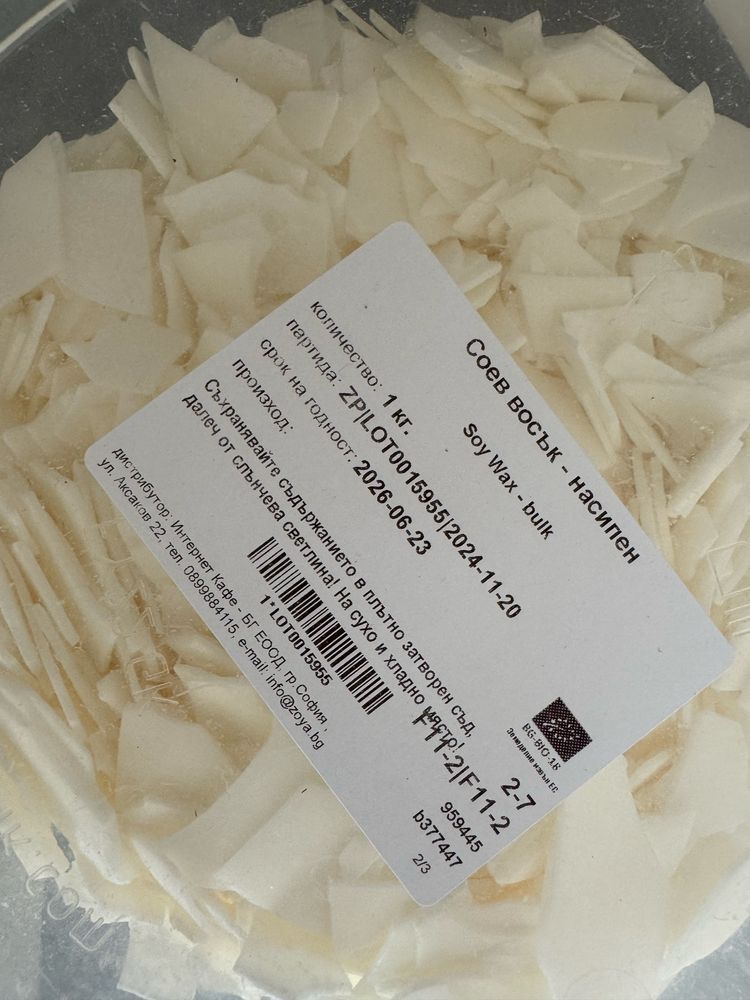 Соев восък - насипен
Soy Wax - bulk
количество: 1 кг.
партида: ZP|LOT0015955|2024-11-20
срок на годност: 2026-06-23
произход:
Съхранявайте съдържанието в плътно затворен съд,
далеч от слънчева светлина! На сухо и хладно място!
1*LOT0015955
дистрибутор: Интернет Кафе - БГ ЕООД, гр.София ,
ул. Аксаков 22, тел. 0899884115, e-mail: info@zoya.bg
BG-BIO-18
Земеделие извън ЕС
2-7
F11-2|F11-2
959445
b377447
2/3